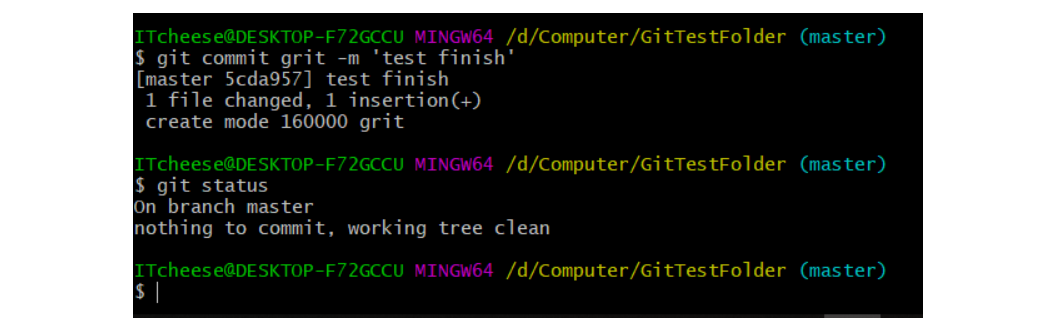 ITcheese@DESKTOP-F72GCCU MINGW64 /d/Computer/GitTestFolder (master)
$ git commit grit -m 'test finish'
[master 5cda957] test finish
 1 file changed, 1 insertion(+)
 create mode 160000 grit
ITcheese@DESKTOP-F72GCCU MINGW64 /d/Computer/GitTestFolder (master)
$ git status
On branch master
nothing to commit, working tree clean
ITcheese@DESKTOP-F72GCCU MINGW64 /d/Computer/GitTestFolder (master)
$